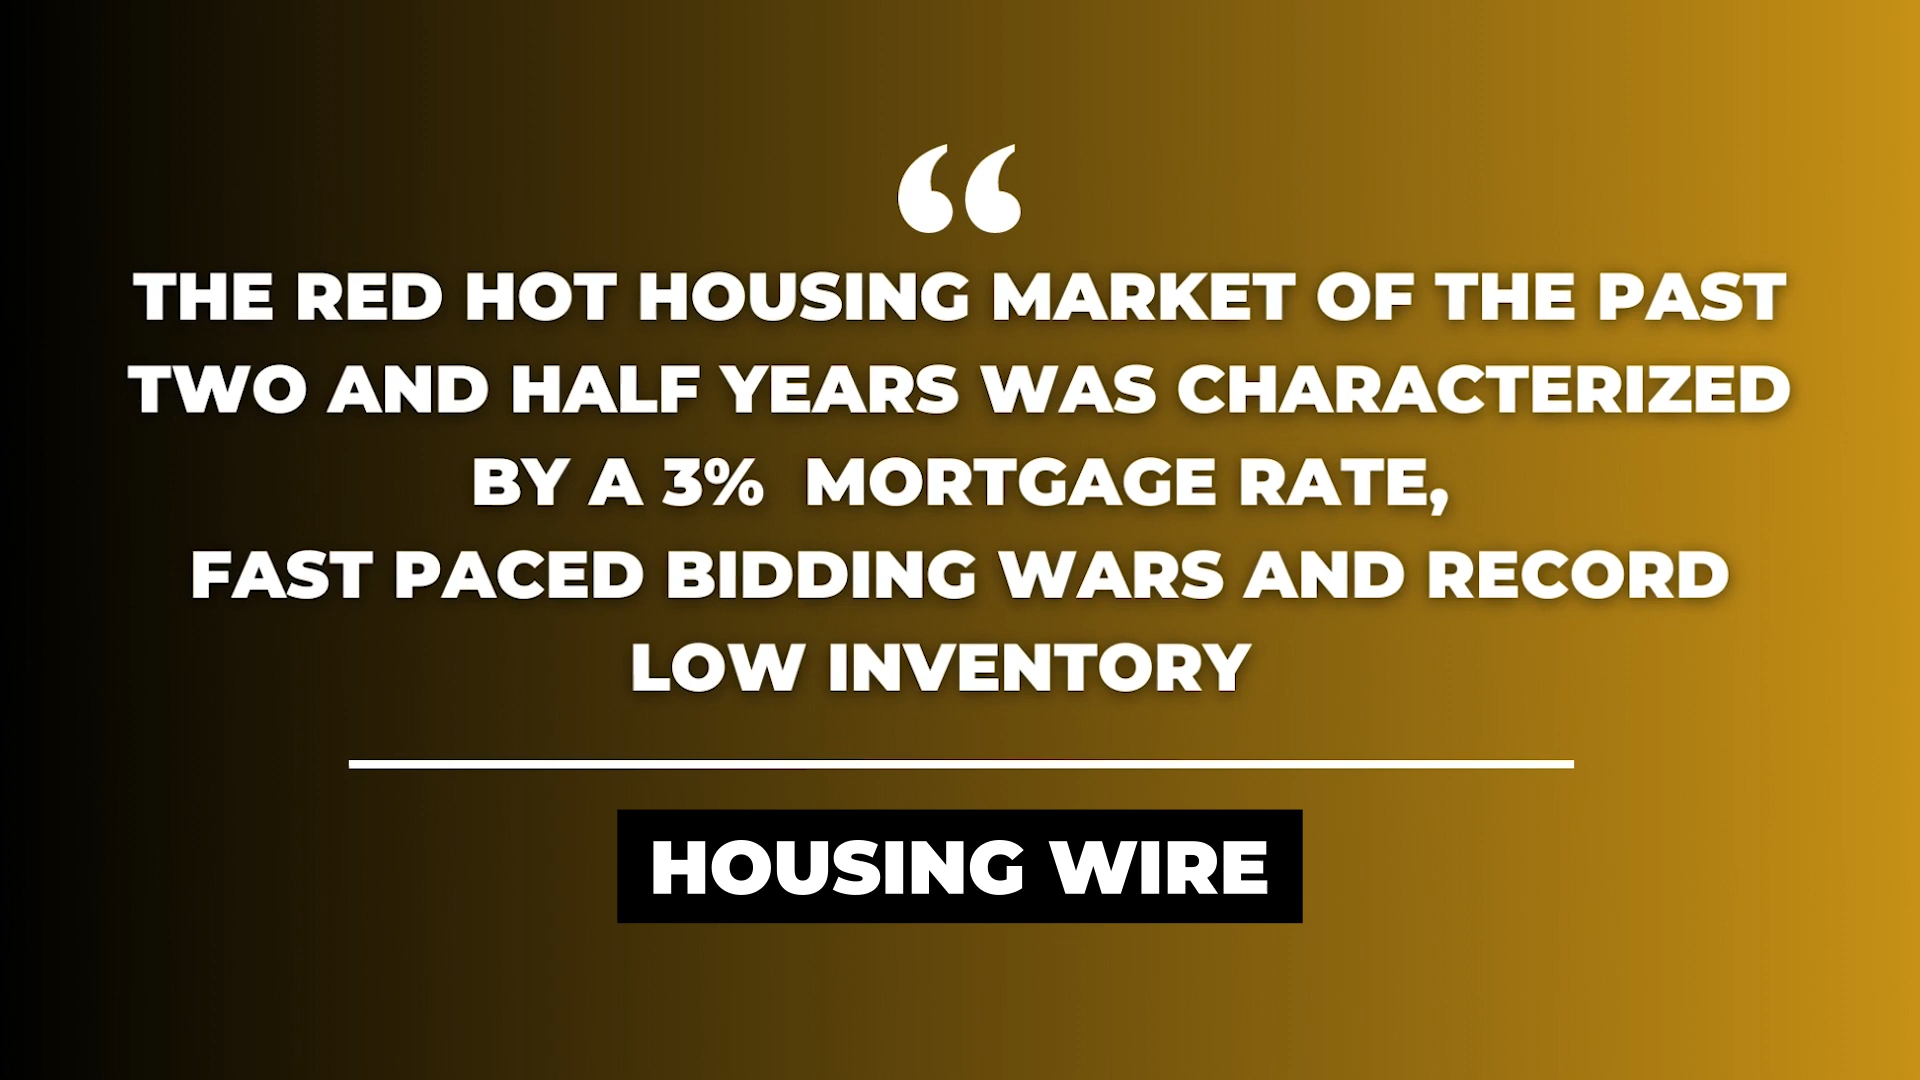 “
THE RED HOT HOUSING MARKET OF THE PAST
TWO AND HALF YEARS WAS CHARACTERIZED
BY A 3%  MORTGAGE RATE,
FAST PACED BIDDING WARS AND RECORD
LOW INVENTORY
HOUSING WIRE